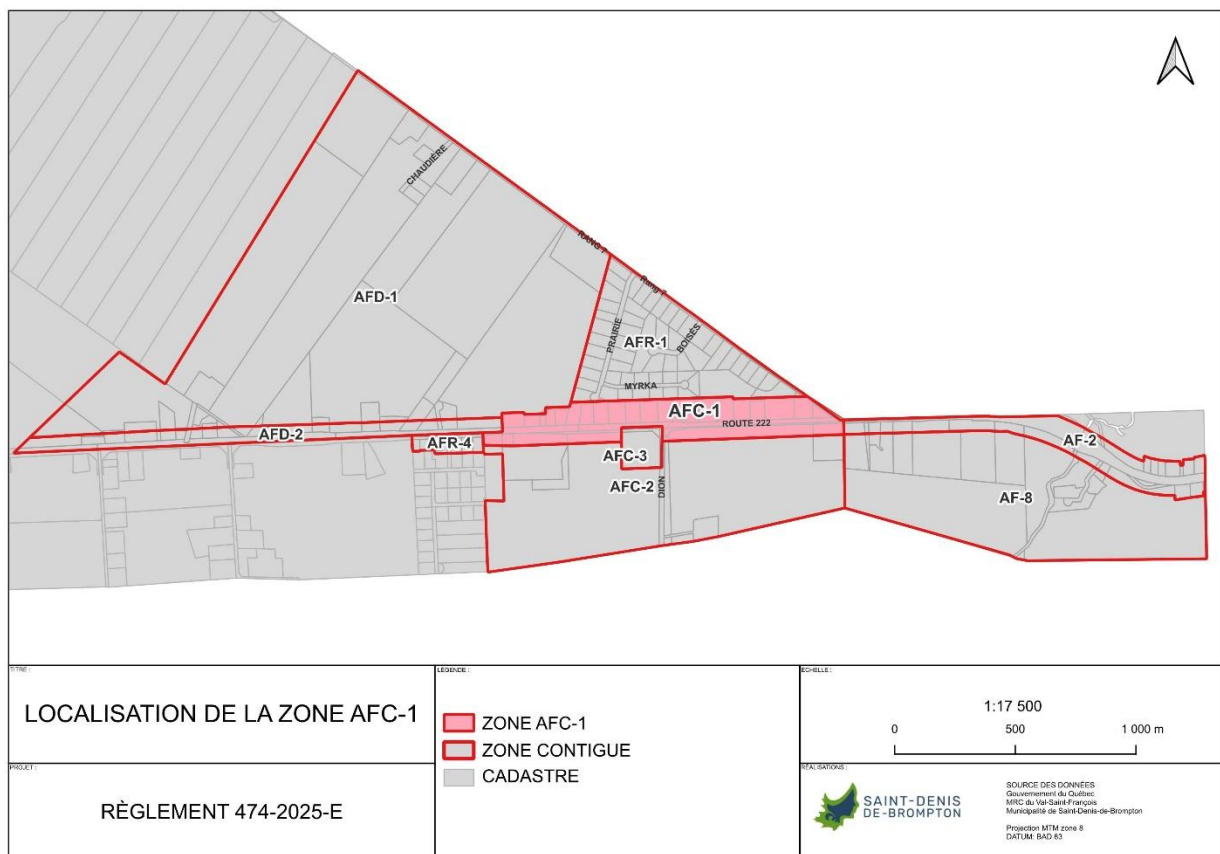 CHAUDIÈRE
RANG 7
Rang 7
AFD-1
PRAIRIE
AFR-1
BOISÉS
MYRKA
AFC-1
ROUTE 222
AFD-2
AFR-4
AFC-3
AFC-2
DION
AF-2
AF-8
TITRE :
LOCALISATION DE LA ZONE AFC-1
PROJET :
RÈGLEMENT 474-2025-E
LÉGENDE :
ZONE AFC-1
ZONE CONTIGUE
CADASTRE
ÉCHELLE :
1:17 500
0 500 1 000 m
RÉALISATIONS :
SAINT-DENIS
DE-BROMPTON
SOURCE DES DONNÉES
Gouvernement du Québec
MRC du Val-Saint-François
Municipalité de Saint-Denis-de-Brompton
Projection MTM zone 8
DATUM: BAD 83